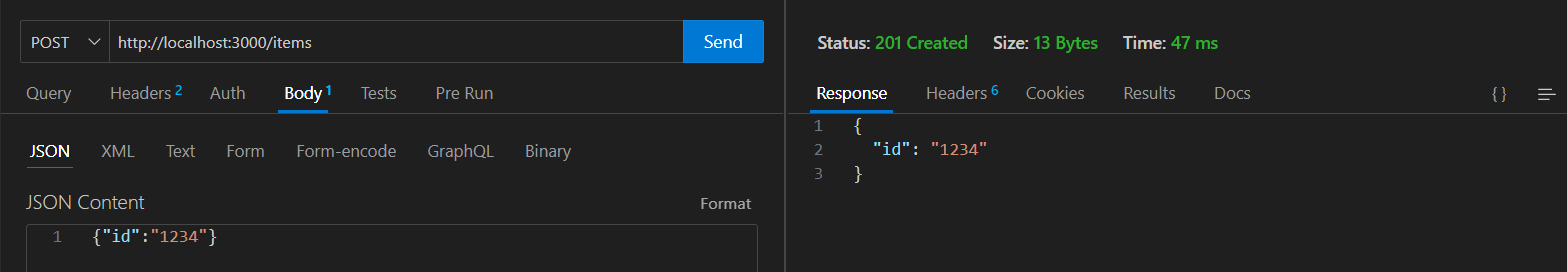 POST http://localhost:3000/items Send
Query Headers 2 Auth Body 1 Tests Pre Run
JSON XML Text Form Form-encode GraphQL Binary
JSON Content Format
1 {"id":"1234"}
Status: 201 Created Size: 13 Bytes Time: 47 ms
Response Headers 6 Cookies Results Docs {}
1 {
2 "id": "1234"
3 }